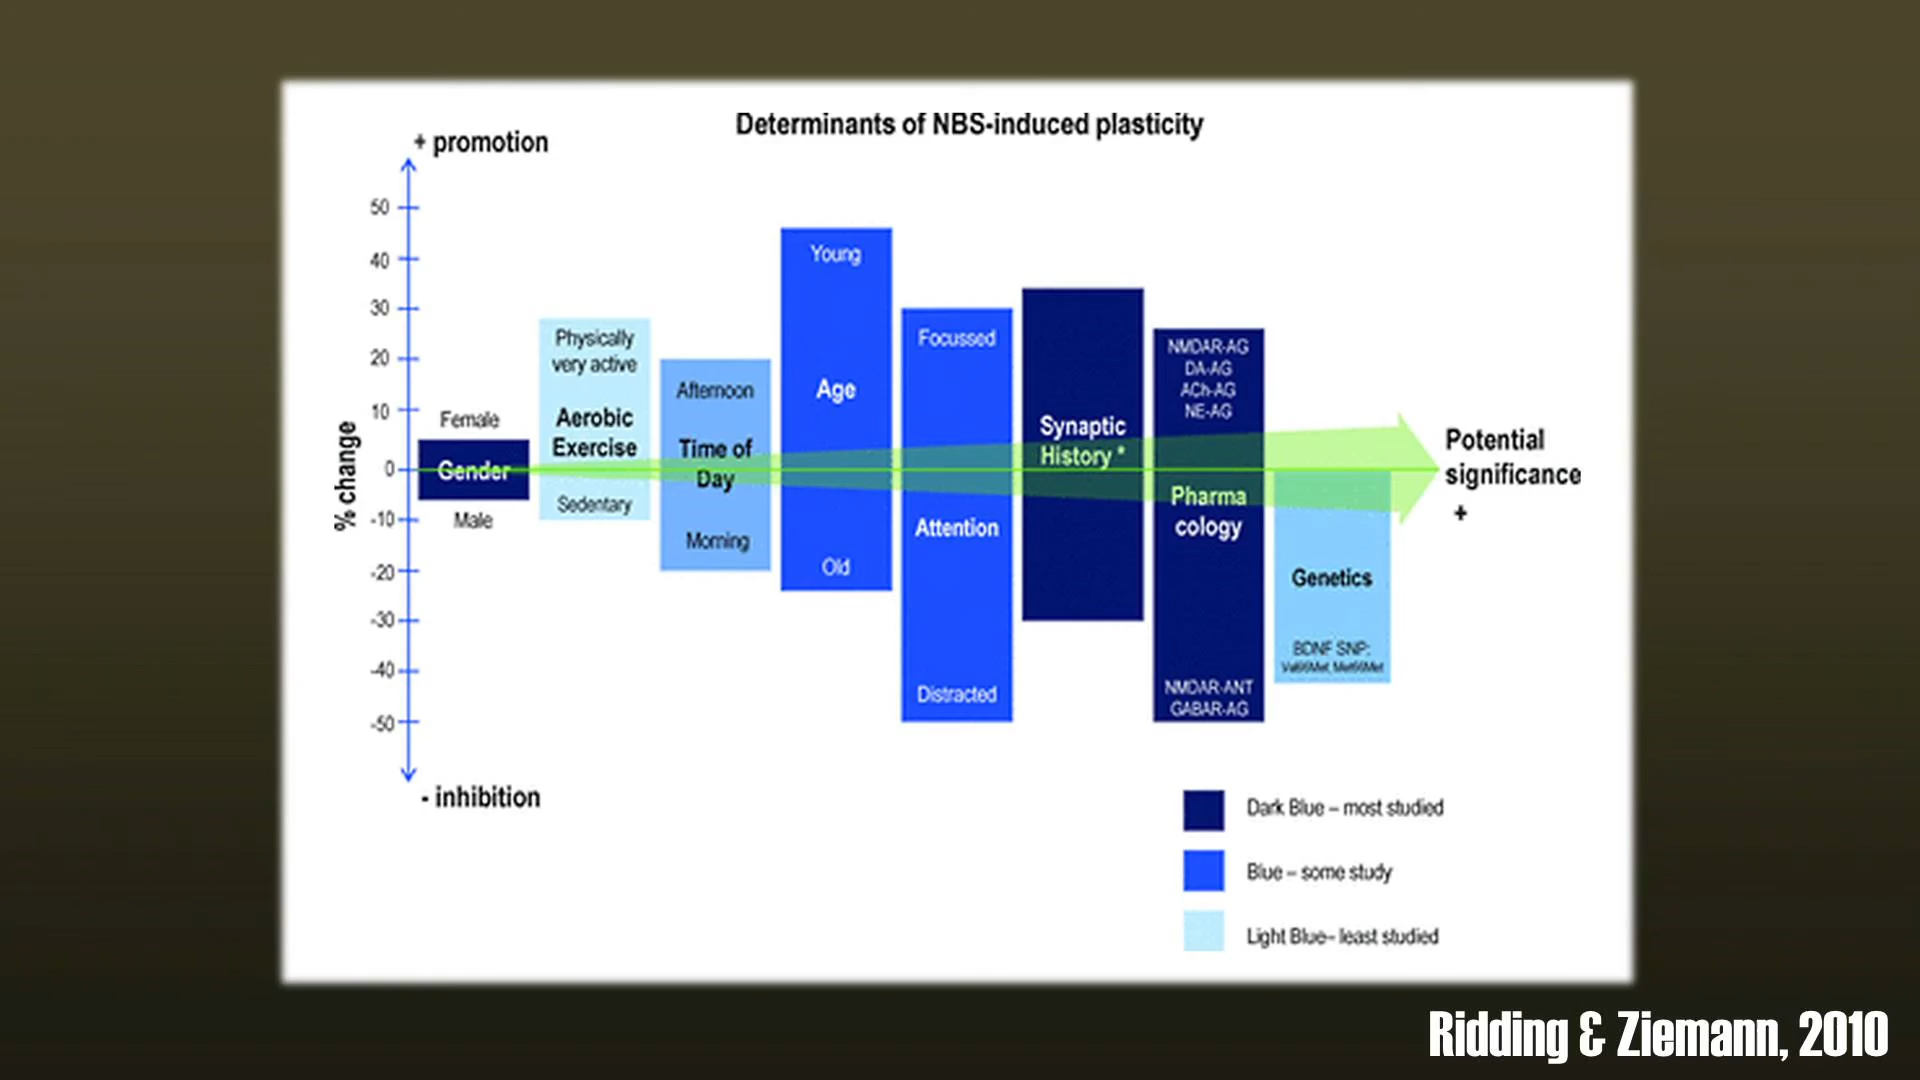 Determinants of NBS-induced plasticity
+ promotion
50
40
30
20
10
0
-10
-20
-30
-40
-50
% change
- inhibition
Female
Gender
Male
Physically
very active
Aerobic
Exercise
Sedentary
Afternoon
Time of
Day
Morning
Young
Age
Old
Focussed
Attention
Distracted
Synaptic
History *
NMDAR-AG
DA-AG
ACh-AG
NE-AG
Pharma
cology
NMDAR-ANT
GABAR-AG
Genetics
BDNF SNP:
Val66Met, Met66Met
Potential
significance
+
Dark Blue – most studied
Blue – some study
Light Blue– least studied
Ridding & Ziemann, 2010